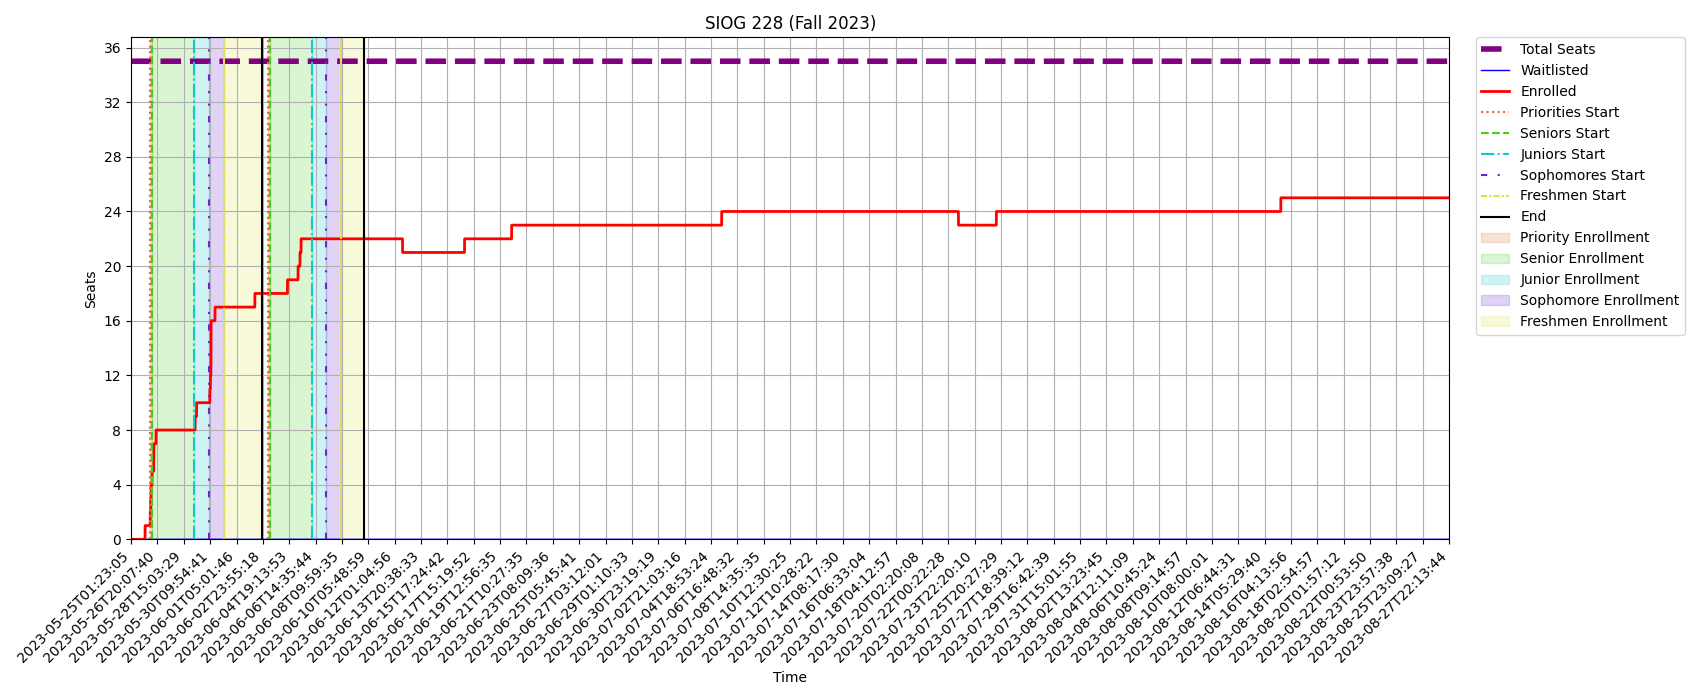 SIOG 228 (Fall 2023)
Seats
36
32
28
24
20
16
12
8
4
0
2023-05-25T01:23:05
2023-05-26T20:07:40
2023-05-28T15:03:29
2023-05-30T09:54:41
2023-06-01T05:01:46
2023-06-02T23:55:18
2023-06-04T19:13:53
2023-06-06T14:35:44
2023-06-08T09:59:35
2023-06-10T05:48:59
2023-06-12T01:04:56
2023-06-13T20:38:33
2023-06-15T17:24:42
2023-06-17T15:19:52
2023-06-19T12:56:35
2023-06-21T10:27:35
2023-06-23T08:09:36
2023-06-25T05:45:41
2023-06-27T03:12:01
2023-06-29T01:10:33
2023-06-30T23:19:19
2023-07-02T21:03:16
2023-07-04T18:53:24
2023-07-06T16:48:32
2023-07-08T14:35:35
2023-07-10T12:30:25
2023-07-12T10:28:22
2023-07-14T08:17:30
2023-07-16T06:33:04
2023-07-18T04:12:57
2023-07-20T02:20:08
2023-07-23T00:22:28
2023-07-23T22:20:10
2023-07-25T20:27:29
2023-07-27T18:39:12
2023-07-29T16:42:39
2023-07-31T15:01:55
2023-08-02T13:23:45
2023-08-04T12:11:09
2023-08-06T10:45:24
2023-08-08T09:14:57
2023-08-10T08:00:01
2023-08-12T06:44:31
2023-08-14T05:29:40
2023-08-16T04:13:56
2023-08-18T02:54:57
2023-08-20T01:57:12
2023-08-22T00:53:50
2023-08-23T23:57:38
2023-08-25T23:09:27
2023-08-27T22:13:44
Time
Total Seats
Waitlisted
Enrolled
Priorities Start
Seniors Start
Juniors Start
Sophomores Start
Freshmen Start
End
Priority Enrollment
Senior Enrollment
Junior Enrollment
Sophomore Enrollment
Freshmen Enrollment